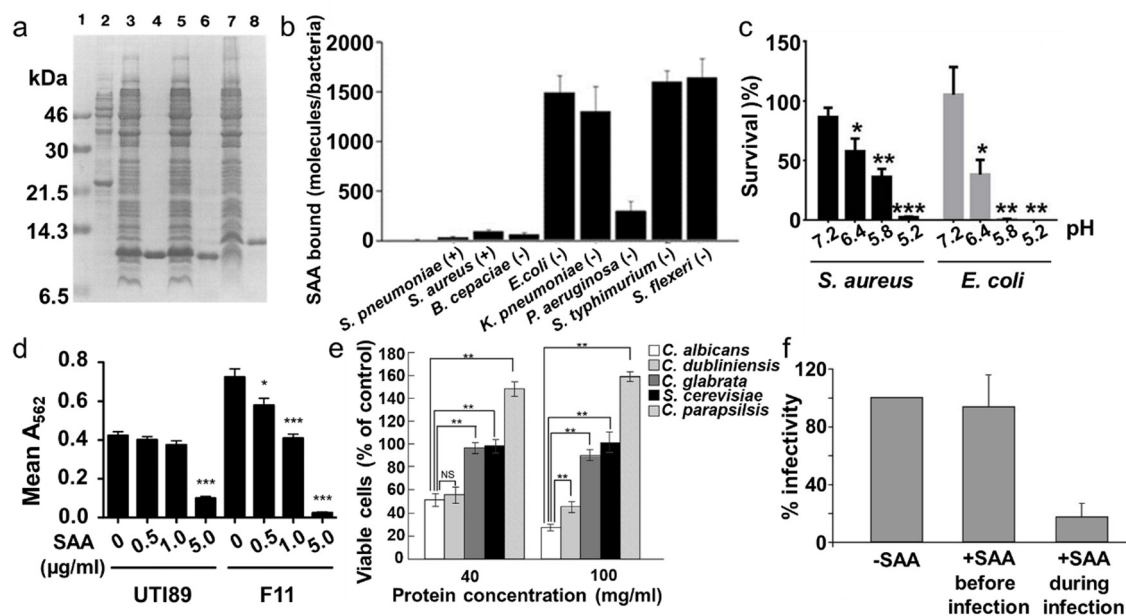 a
1 2 3 4 5 6 7 8
kDa
46
30
21.5
14.3
6.5
b
SAA bound (molecules/bacteria)
2000
1500
1000
500
0
S. pneumoniae (+)
S. aureus (+)
B. cepaciae (-)
E.coli (-)
K. pneumoniae (-)
P. aeruginosa (-)
S. typhimurium (-)
S. flexeri (-)
c
Survival )%)
150
100
50
0
* ** ***
* ** **
7.2 6.4 5.8 5.2 7.2 6.4 5.8 5.2 pH
S. aureus E. coli
d
Mean A562
0.8
0.6
0.4
0.2
0.0
***
* *** ***
SAA 0 0.5 1.0 5.0 0 0.5 1.0 5.0
(µg/ml)
UTI89 F11
e
Viable cells (% of control)
180
160
140
120
100
80
60
40
20
0
** ** ** NS
** ** ** **
C. albicans
C. dubliniensis
C. glabrata
S. cerevisiae
C. parapsilsis
40 100
Protein concentration (mg/ml)
f
% infectivity
120
100
80
60
40
20
0
-SAA +SAA +SAA
before during
infection infection